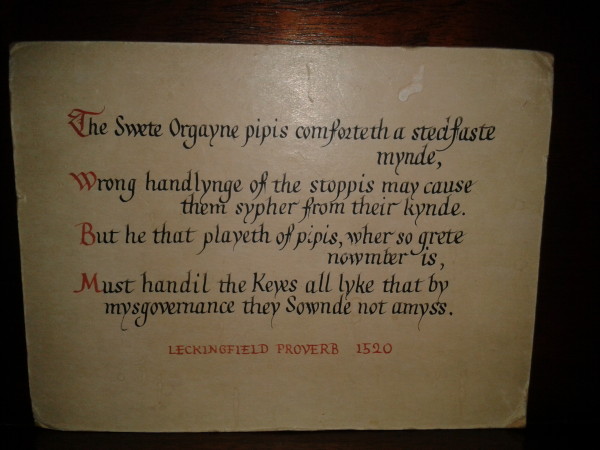 The Swete Orgayne pipis comforteth a stedfaste
mynde,
Wrong handlynge of the stoppis may cause
them sypher from their kynde.
But he that playeth of pipis, wher so grete
nowmber is,
Must handil the Keyes all lyke that by
mysgovernance they Sownde not amyss.
LECKINGFIELD PROVERB 1520